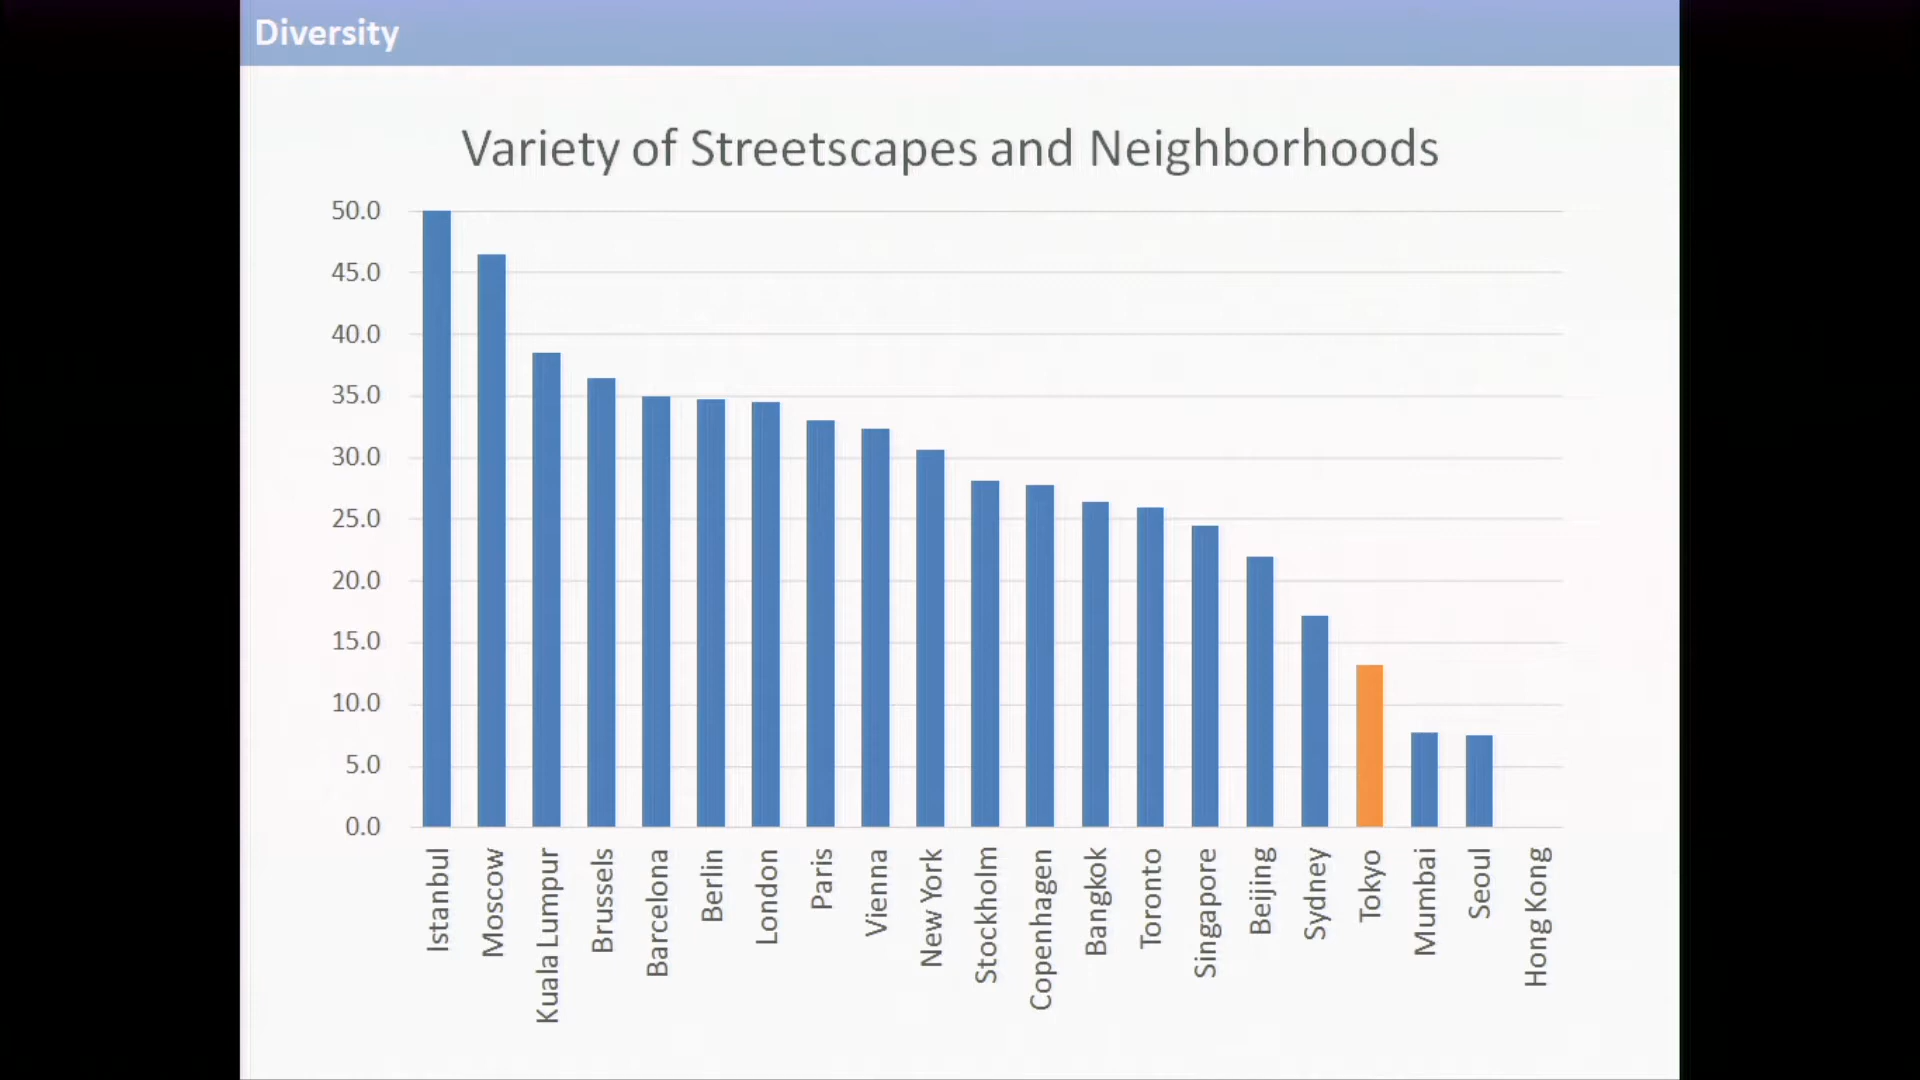 Diversity
Variety of Streetscapes and Neighborhoods
50.0
45.0
40.0
35.0
30.0
25.0
20.0
15.0
10.0
5.0
0.0
Istanbul
Moscow
Kuala Lumpur
Brussels
Barcelona
Berlin
London
Paris
Vienna
New York
Stockholm
Copenhagen
Bangkok
Toronto
Singapore
Beijing
Sydney
Tokyo
Mumbai
Seoul
Hong Kong